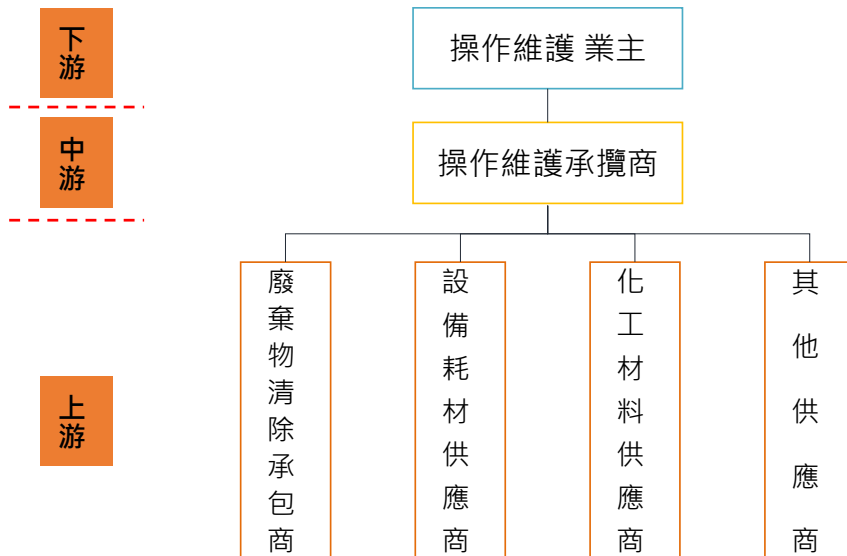 下游
操作維護 業主
中游
操作維護承攬商
上游
廢棄物清除承包商
設備耗材供應商
化工材料供應商
其他供應商